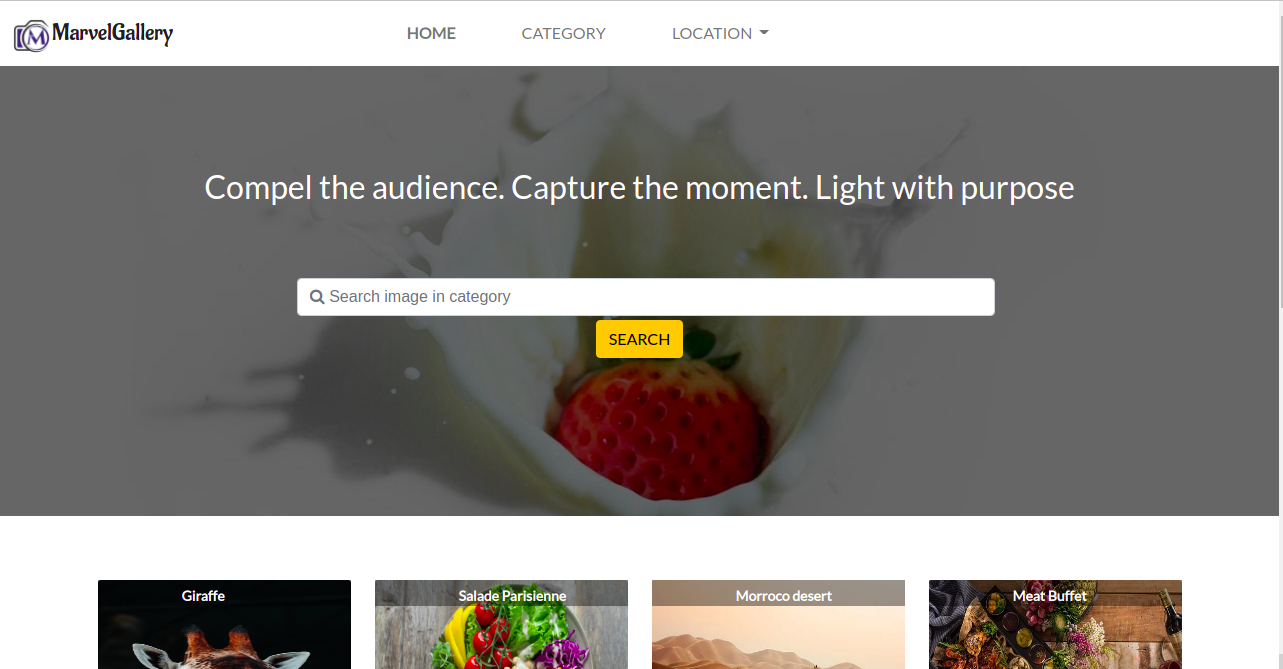 MarvelGallery
HOME CATEGORY LOCATION
Compel the audience. Capture the moment. Light with purpose
Search image in category
SEARCH
Giraffe Salade Parisienne Morroco desert Meat Buffet